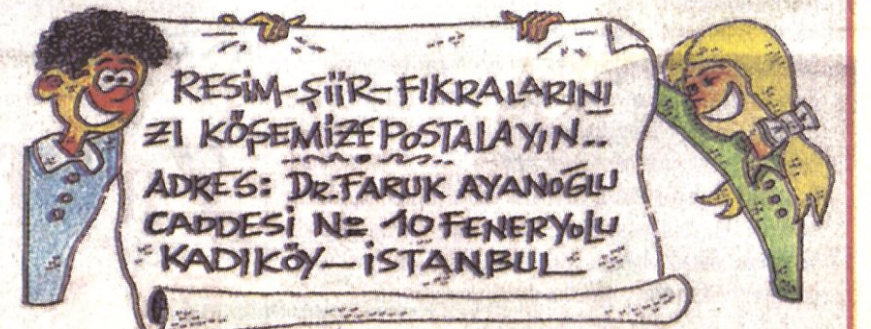 RESİM-ŞİİR-FIKRALARINI
ZI KÖŞEMİZE POSTALAYIN..
ADRES: DR.FARUK AYANOĞLU
CADDESİ No 10 FENERYOLU
KADIKÖY-İSTANBUL